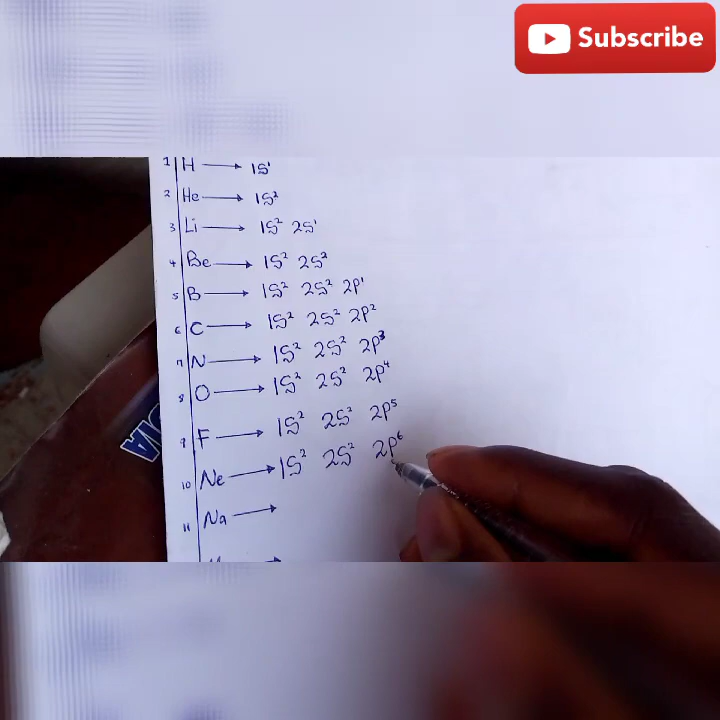 Subscribe
1 H → 1S¹
2 He → 1S²
3 Li → 1S² 2S¹
4 Be → 1S² 2S²
5 B → 1S² 2S² 2P¹
6 C → 1S² 2S² 2P²
7 N → 1S² 2S² 2P³
8 O → 1S² 2S² 2P⁴
9 F → 1S² 2S² 2P⁵
10 Ne → 1S² 2S² 2P⁶
11 Na →